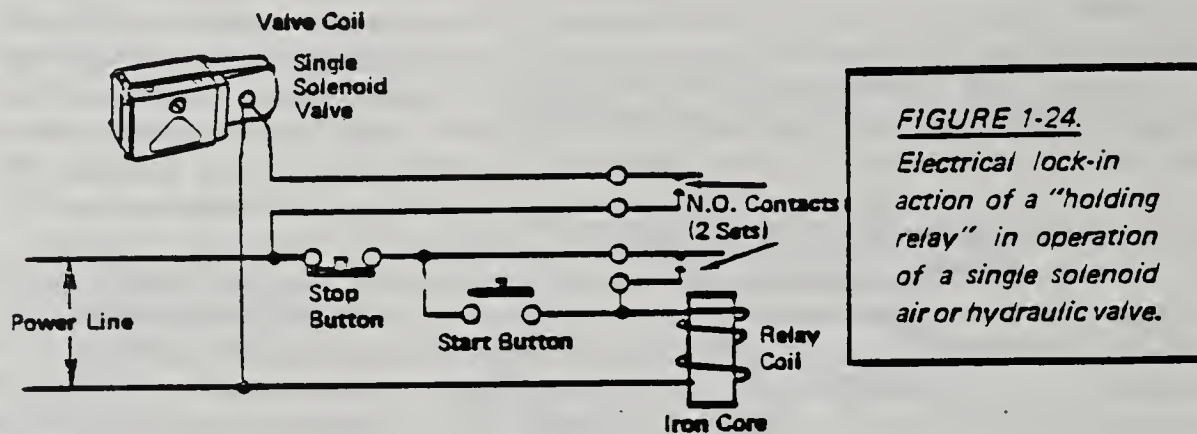 Valve Coil
Single
Solenoid
Valve
N.O. Contacts
(2 Sets)
Stop
Button
Power Line
Start Button
Relay
Coil
Iron Core
FIGURE 1-24.
Electrical lock-in
action of a "holding
relay" in operation
of a single solenoid
air or hydraulic valve.